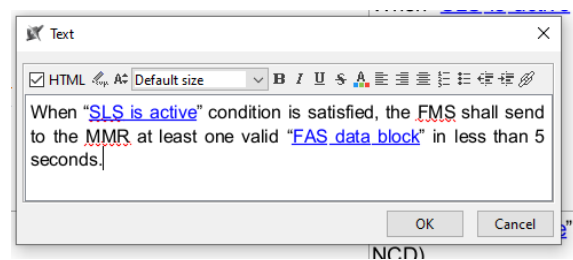 Text
HTML Default size B I U S A
When “SLS is active” condition is satisfied, the FMS shall send
to the MMR at least one valid “FAS data block” in less than 5
seconds.
OK Cancel
NCD)